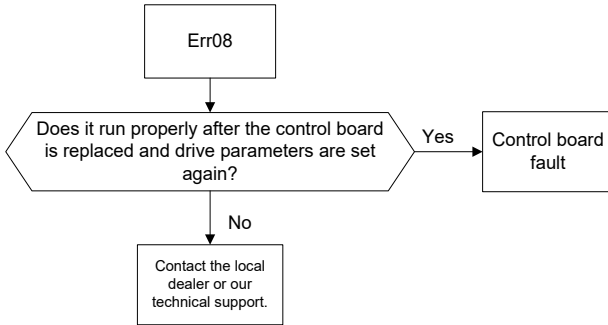 Err08
Does it run properly after the control board
is replaced and drive parameters are set
again?
Yes
Control board
fault
No
Contact the local
dealer or our
technical support.